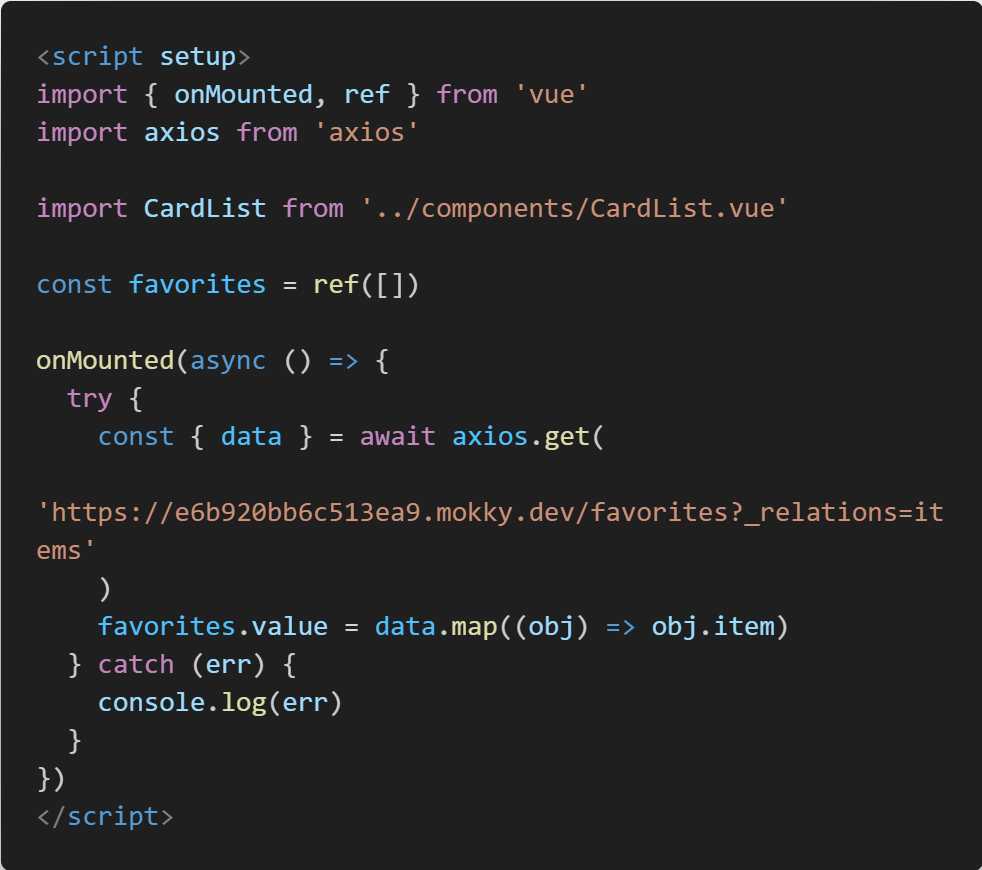 <script setup>
import { onMounted, ref } from 'vue'
import axios from 'axios'

import CardList from '../components/CardList.vue'

const favorites = ref([])

onMounted(async () => {
  try {
    const { data } = await axios.get(

'https://e6b920bb6c513ea9.mokky.dev/favorites?_relations=it
ems'
    )
    favorites.value = data.map((obj) => obj.item)
  } catch (err) {
    console.log(err)
  }
})
</script>